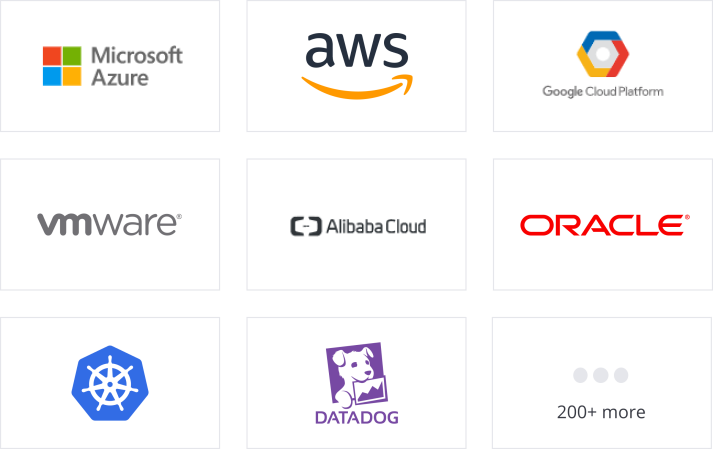 Microsoft
Azure
aws
Google Cloud Platform
vmware®
Alibaba Cloud
ORACLE®
DATADOG
200+ more